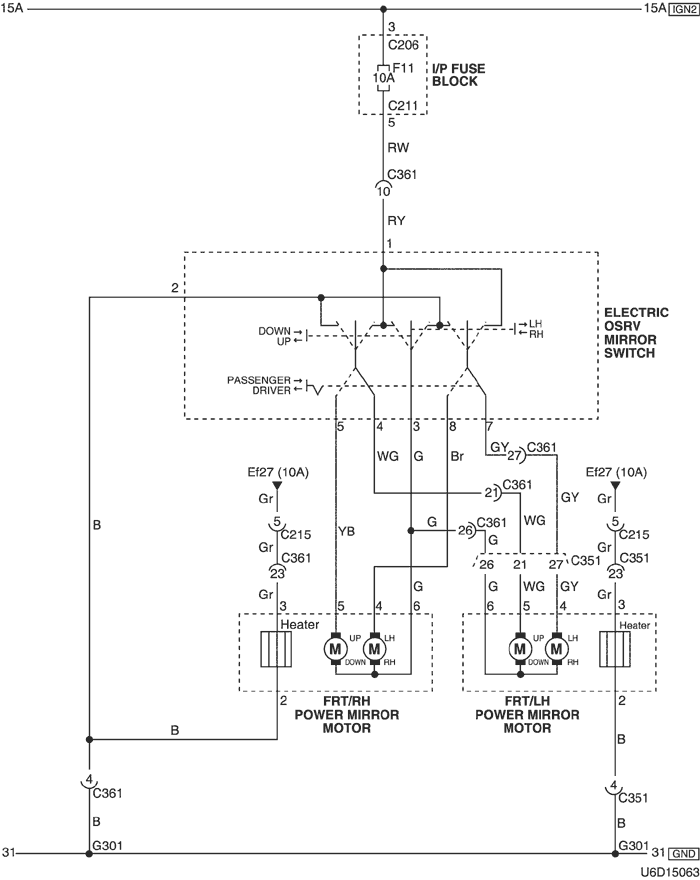 15A
15A IGN2
3
C206
F11
10A
I/P FUSE
BLOCK
C211
5
RW
C361
10
RY
1
2
ELECTRIC
OSRV
MIRROR
SWITCH
DOWN →
UP ←
→ LH
← RH
PASSENGER →
DRIVER ←
5 4 3 8 7
WG G Br
GY 27 C361
Ef27 (10A)
Ef27 (10A)
Gr
21 C361
GY
Gr
B
5
C215
YB
G 26 C361
WG
5
C215
Gr
C361
23
G
26 21 27 C351
Gr
C351
23
Gr
G
G WG GY
Gr
3 5 4 6
6 5 4 3
Heater
UP LH
M M
DOWN RH
UP LH
M M
DOWN RH
Heater
2
FRT/RH
POWER MIRROR
MOTOR
FRT/LH
POWER MIRROR
MOTOR
2
B
B
4
C361
4
C351
B
B
31
G301
G301
31 GND
U6D15063